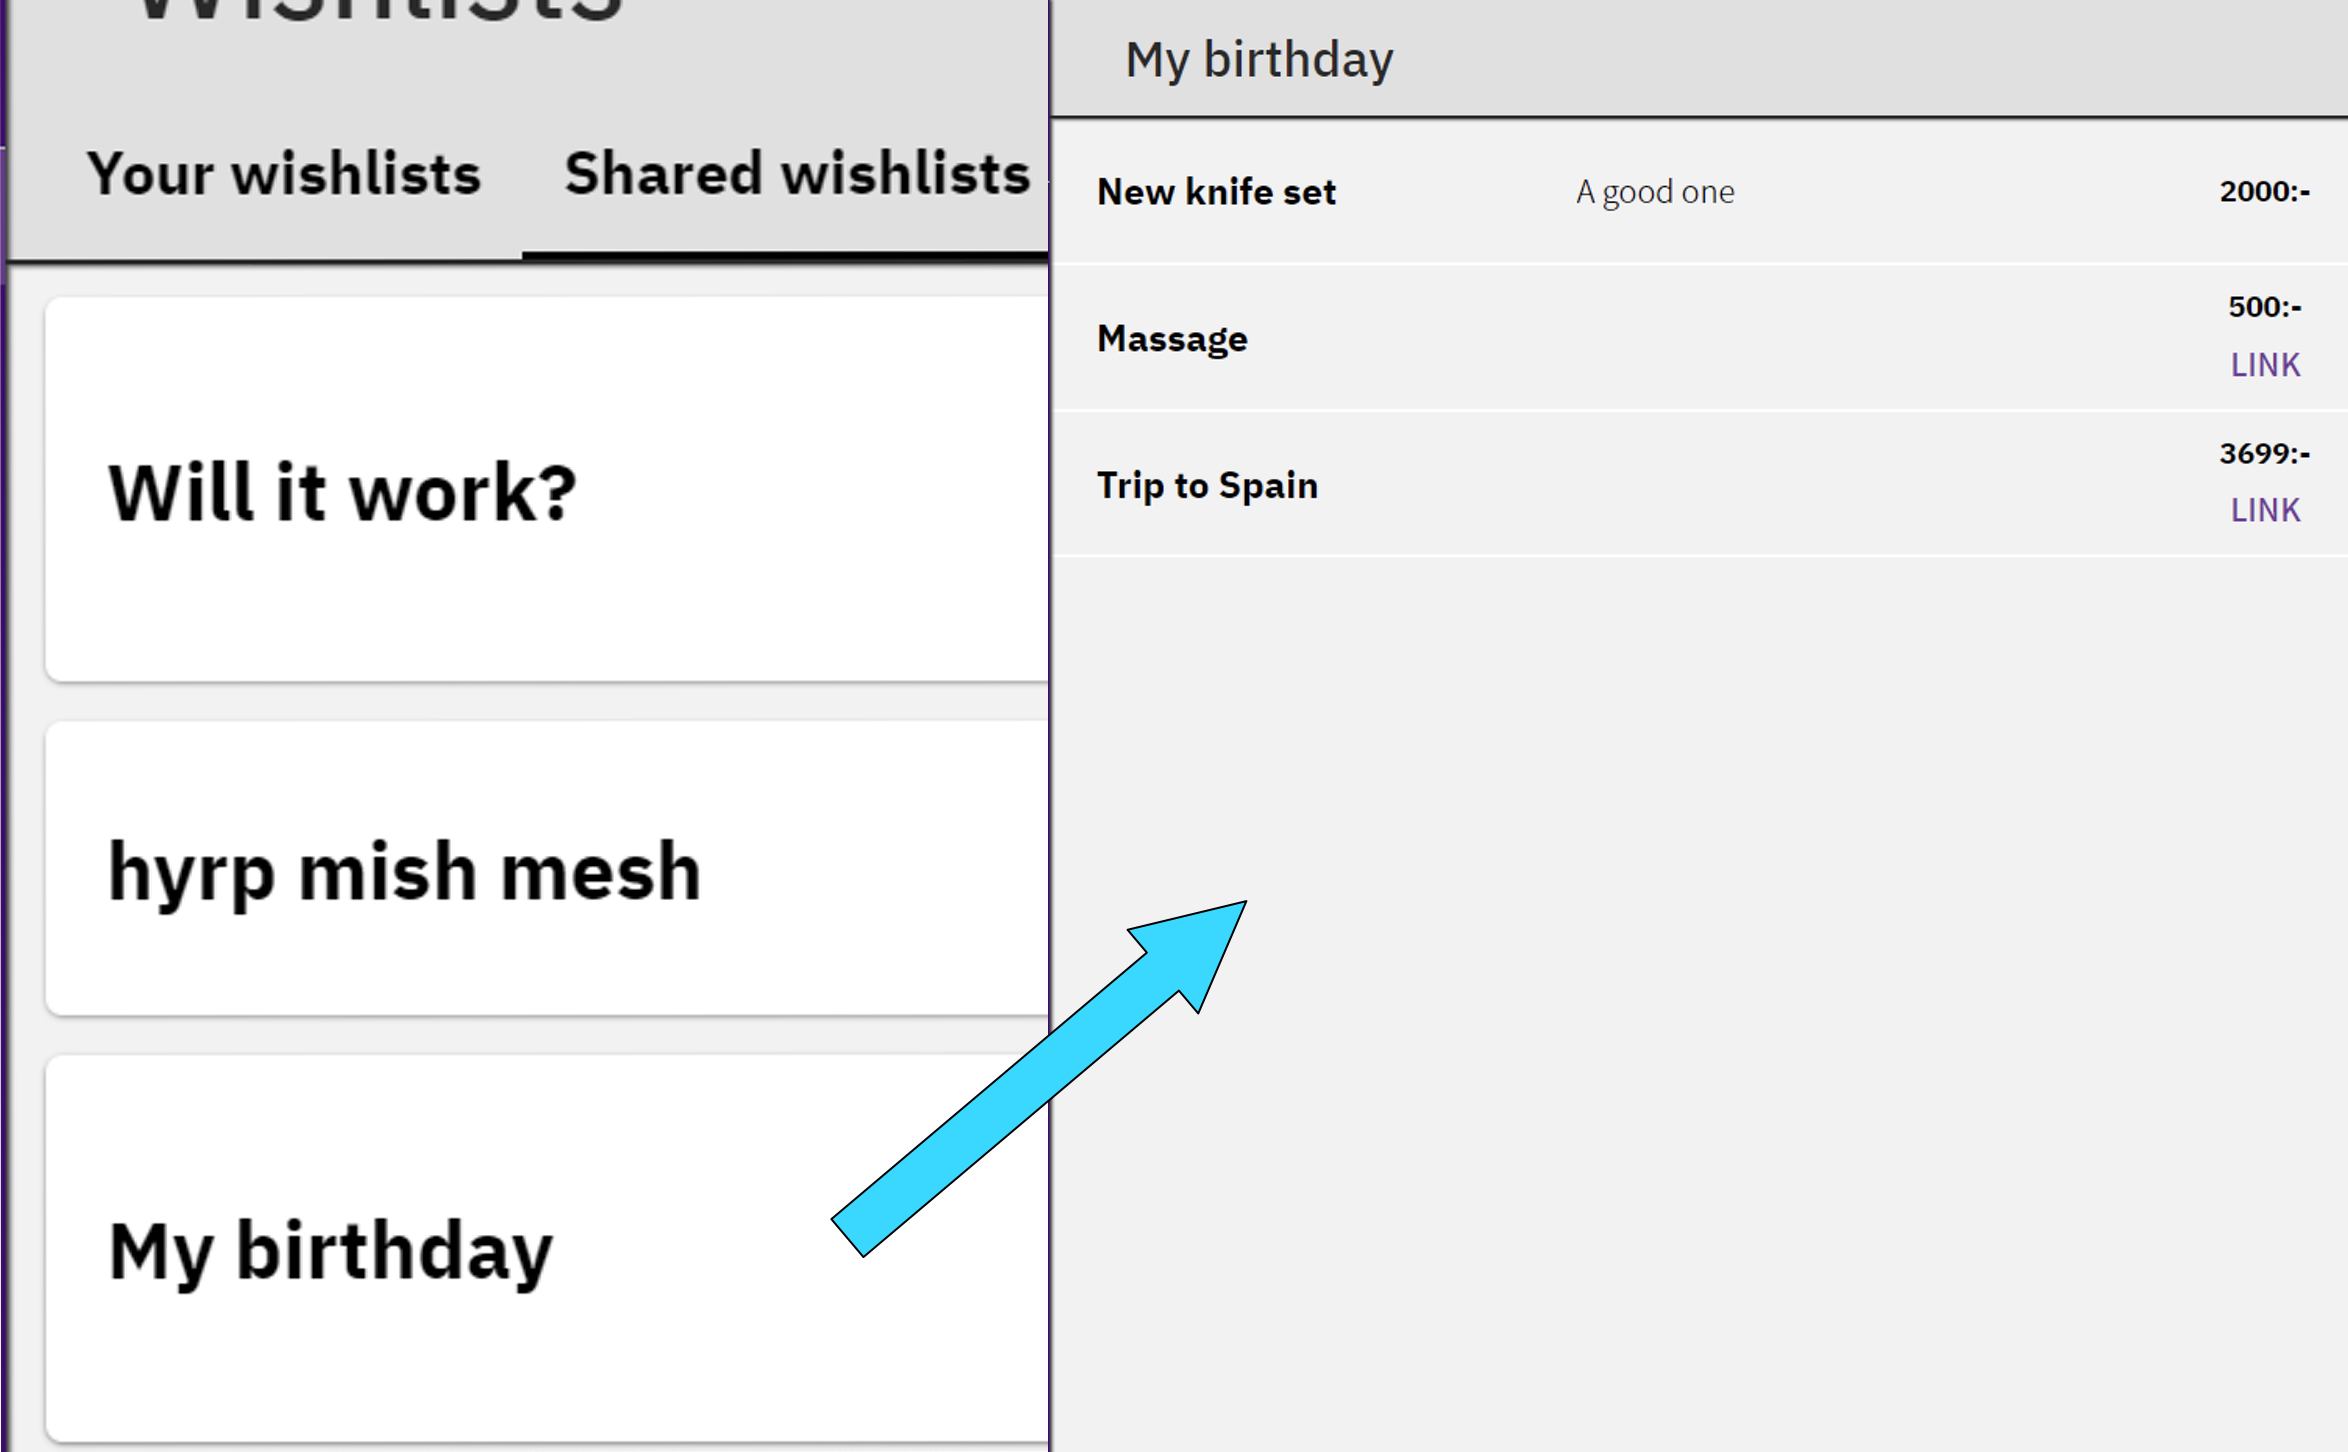 Wishlists
Your wishlists
Shared wishlists
Will it work?
hyrp mish mesh
My birthday
My birthday
New knife set
A good one
2000:-
Massage
500:-
LINK
Trip to Spain
3699:-
LINK